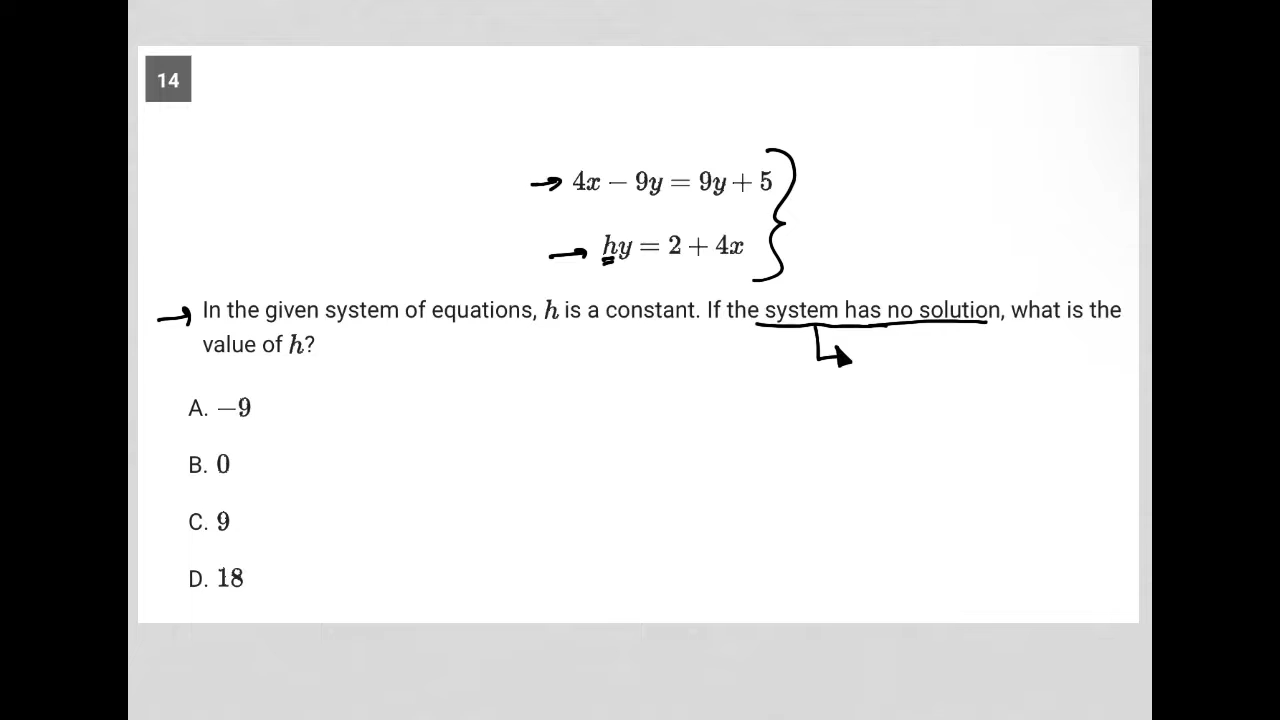 14
4x − 9y = 9y + 5
hy = 2 + 4x
In the given system of equations, h is a constant. If the system has no solution, what is the
value of h?
A. −9
B. 0
C. 9
D. 18